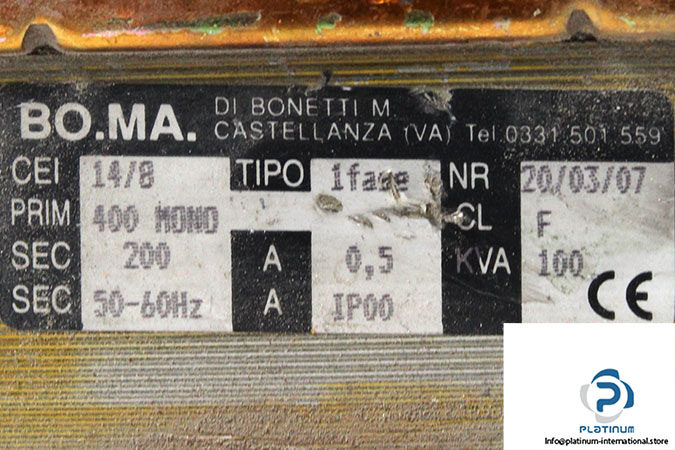 BO.MA. DI BONETTI M.
CASTELLANZA (VA) Tel.0331.501.559
CEI 14/8 TIPO 1fase NR 20/03/07
PRIM 400 MONO CL F
SEC 200 A 0,5 KVA 100
SEC 50-60Hz A IP00 CE
P
PLATINUM
Info@platinum-international.store